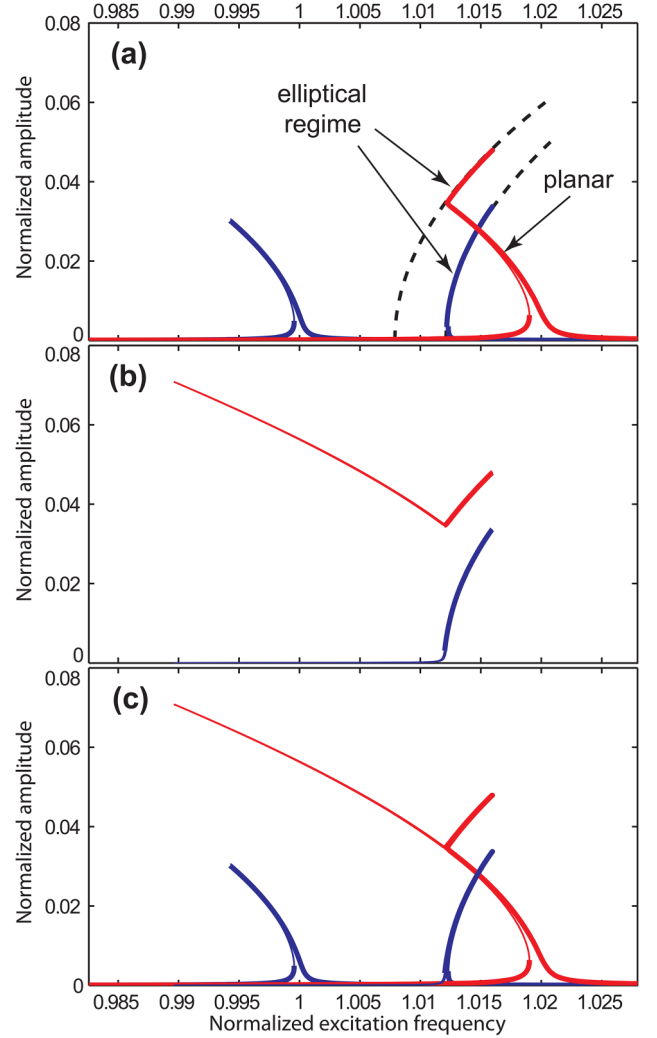 0.985 0.99 0.995 1 1.005 1.01 1.015 1.02 1.025
0.08
(a)
elliptical
regime
planar
0.06
0.04
0.02
0
Normalized amplitude
0.08
(b)
0.06
0.04
0.02
0
Normalized amplitude
0.08
(c)
0.06
0.04
0.02
0
Normalized amplitude
0.985 0.99 0.995 1 1.005 1.01 1.015 1.02 1.025
Normalized excitation frequency